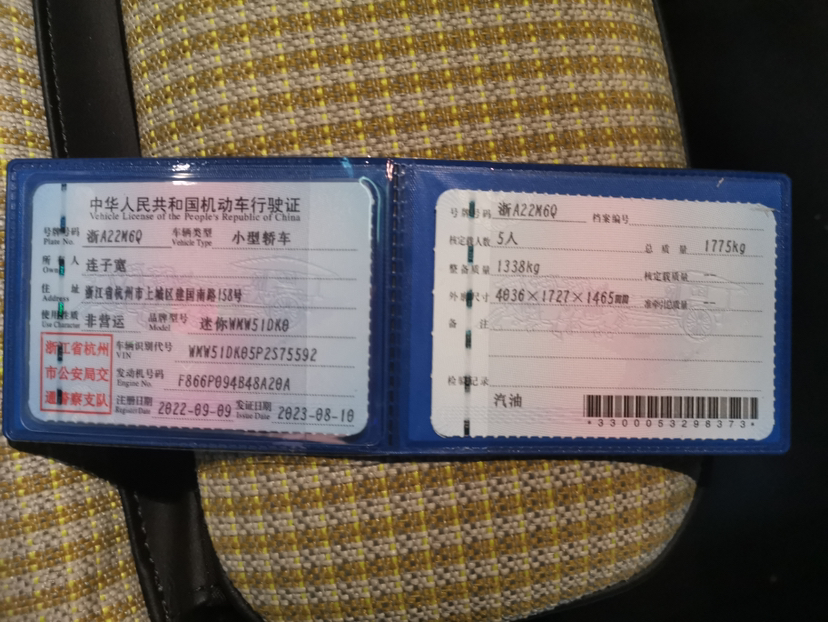 中华人民共和国机动车行驶证
Vehicle License of the People's Republic of China
号牌号码 浙A22M6Q 车辆类型 小型轿车
Plate No. Vehicle Type
所有人 连子宽
Owner
住址 浙江省杭州市上城区建国南路158号
Address
使用性质 非营运 品牌型号 迷你WMW51DK0
Use Character Model
浙江省杭州
市公安局交
通警察支队
车辆识别代号 WMW51DK05P2S75592
VIN
发动机号码 F866P094B48A20A
Engine No.
注册日期 2022-09-09 发证日期 2023-08-10
Register Date Issue Date
号牌号码 浙A22M6Q 档案编号
核定载人数 5人 总质量 1775kg
整备质量 1338kg 核定载质量 --
外廓尺寸 4036×1727×1465mm 准牵引总质量 --
备注
检验记录
汽油
*3300053298373*